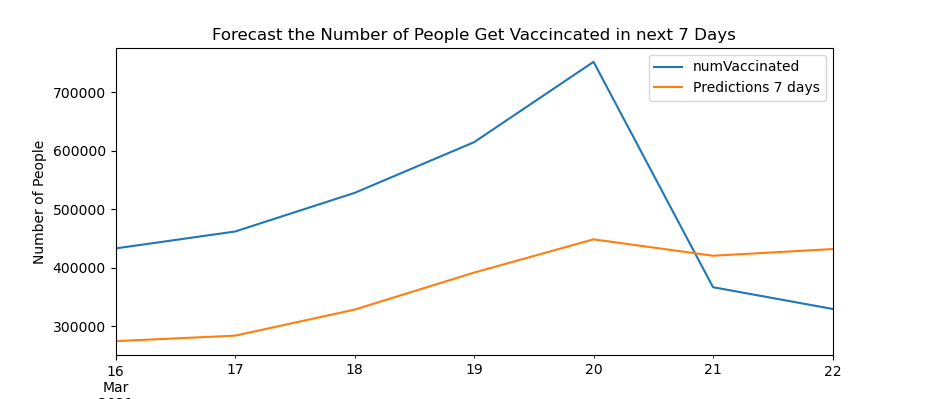 Forecast the Number of People Get Vaccincated in next 7 Days
numVaccinated
Predictions 7 days
Number of People
700000
600000
500000
400000
300000
16 17 18 19 20 21 22
Mar